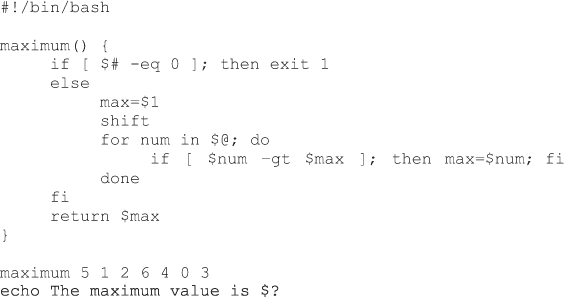 #!/bin/bash

maximum() {
     if [ $# -eq 0 ]; then exit 1
     else
          max=$1
          shift
          for num in $@; do
               if [ $num -gt $max ]; then max=$num; fi
          done
     fi
     return $max
}

maximum 5 1 2 6 4 0 3
echo The maximum value is $?